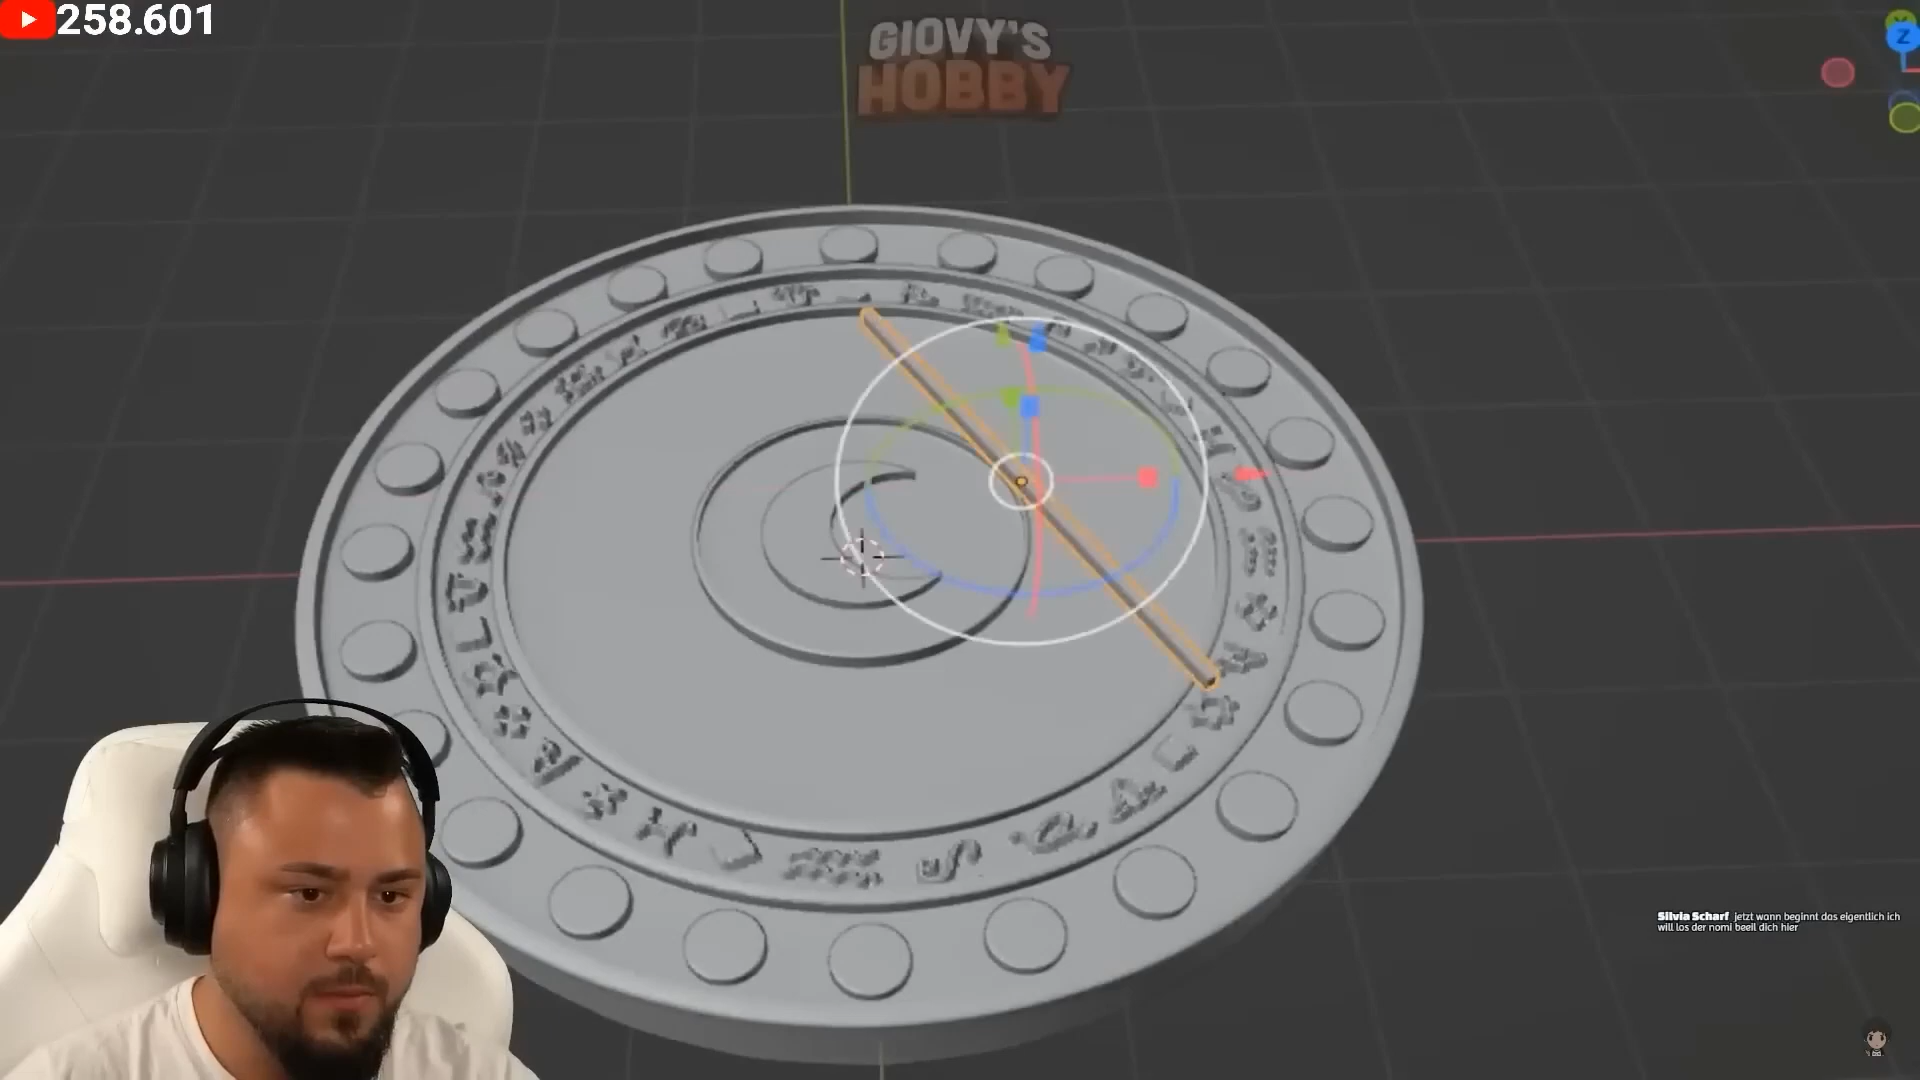 258.601
GIOVY'S
HOBBY
Z
Silvia Scharf jetzt wann beginnt das eigentlich ich
will los der nomi beeil dich hier